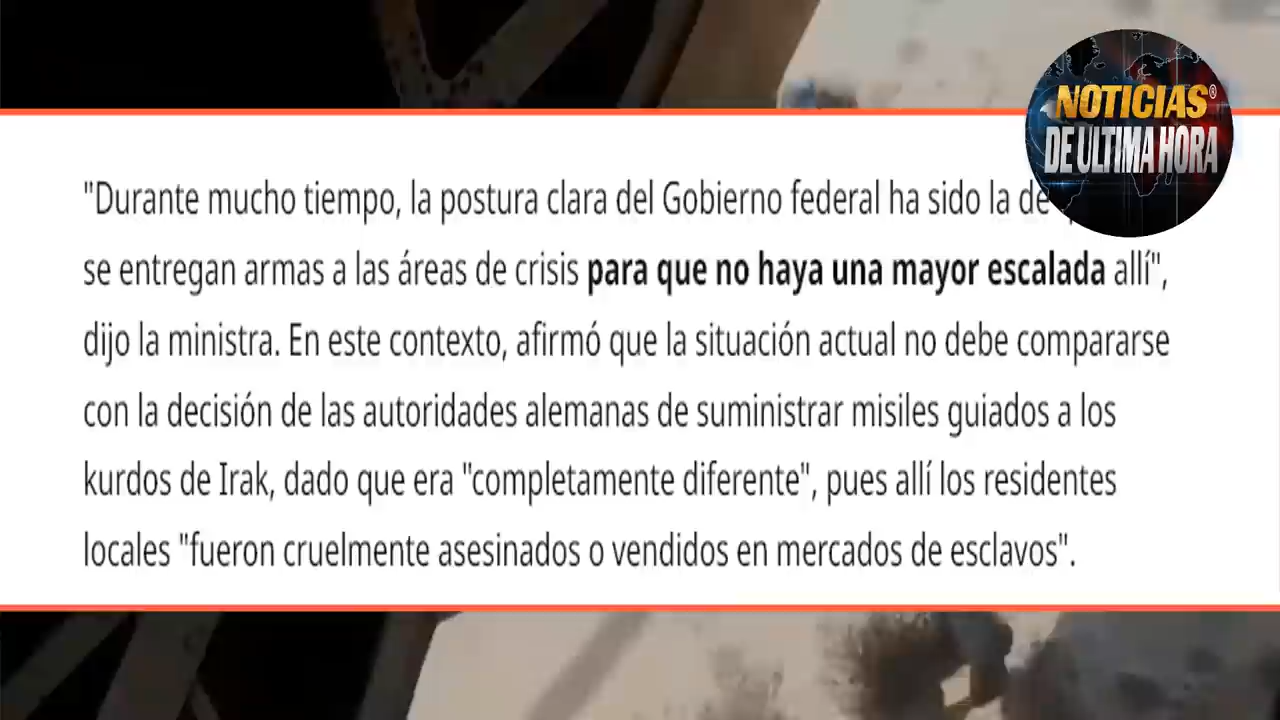 NOTICIAS®
DE ULTIMA HORA
"Durante mucho tiempo, la postura clara del Gobierno federal ha sido la de
se entregan armas a las áreas de crisis para que no haya una mayor escalada allí",
dijo la ministra. En este contexto, afirmó que la situación actual no debe compararse
con la decisión de las autoridades alemanas de suministrar misiles guiados a los
kurdos de Irak, dado que era "completamente diferente", pues allí los residentes
locales "fueron cruelmente asesinados o vendidos en mercados de esclavos".